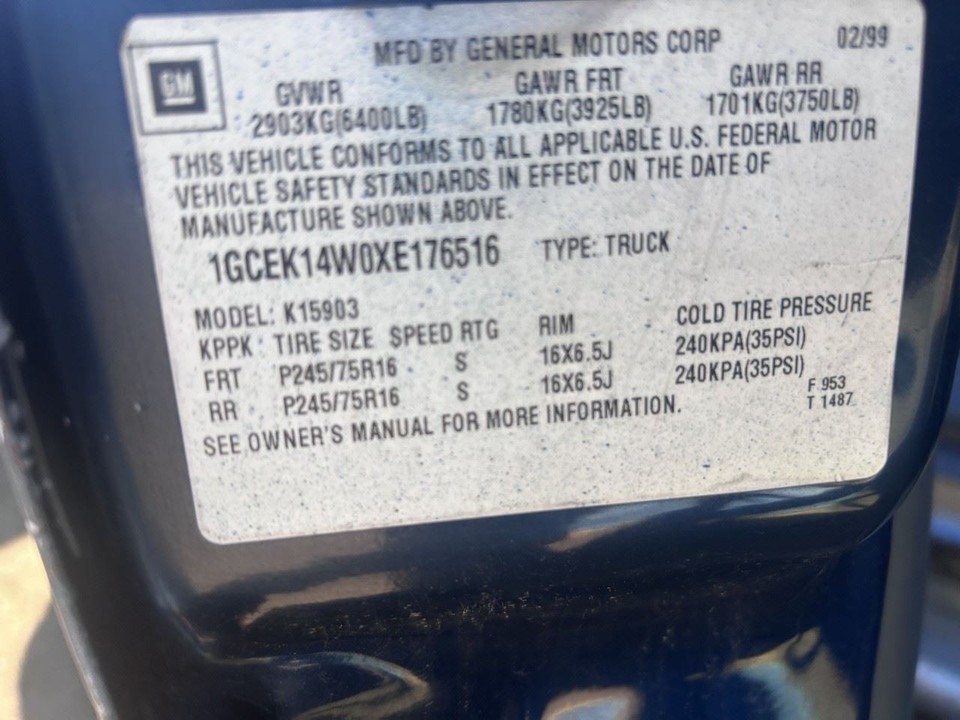 MFD BY GENERAL MOTORS CORP 02/99
GM
GVWR GAWR FRT GAWR RR
2903KG(6400LB) 1780KG(3925LB) 1701KG(3750LB)
THIS VEHICLE CONFORMS TO ALL APPLICABLE U.S. FEDERAL MOTOR
VEHICLE SAFETY STANDARDS IN EFFECT ON THE DATE OF
MANUFACTURE SHOWN ABOVE.
1GCEK14W0XE176516 TYPE: TRUCK
MODEL: K15903
KPPK TIRE SIZE SPEED RTG RIM COLD TIRE PRESSURE
FRT P245/75R16 S 16X6.5J 240KPA(35PSI)
RR P245/75R16 S 16X6.5J 240KPA(35PSI)
SEE OWNER'S MANUAL FOR MORE INFORMATION.
F 953
T 1487